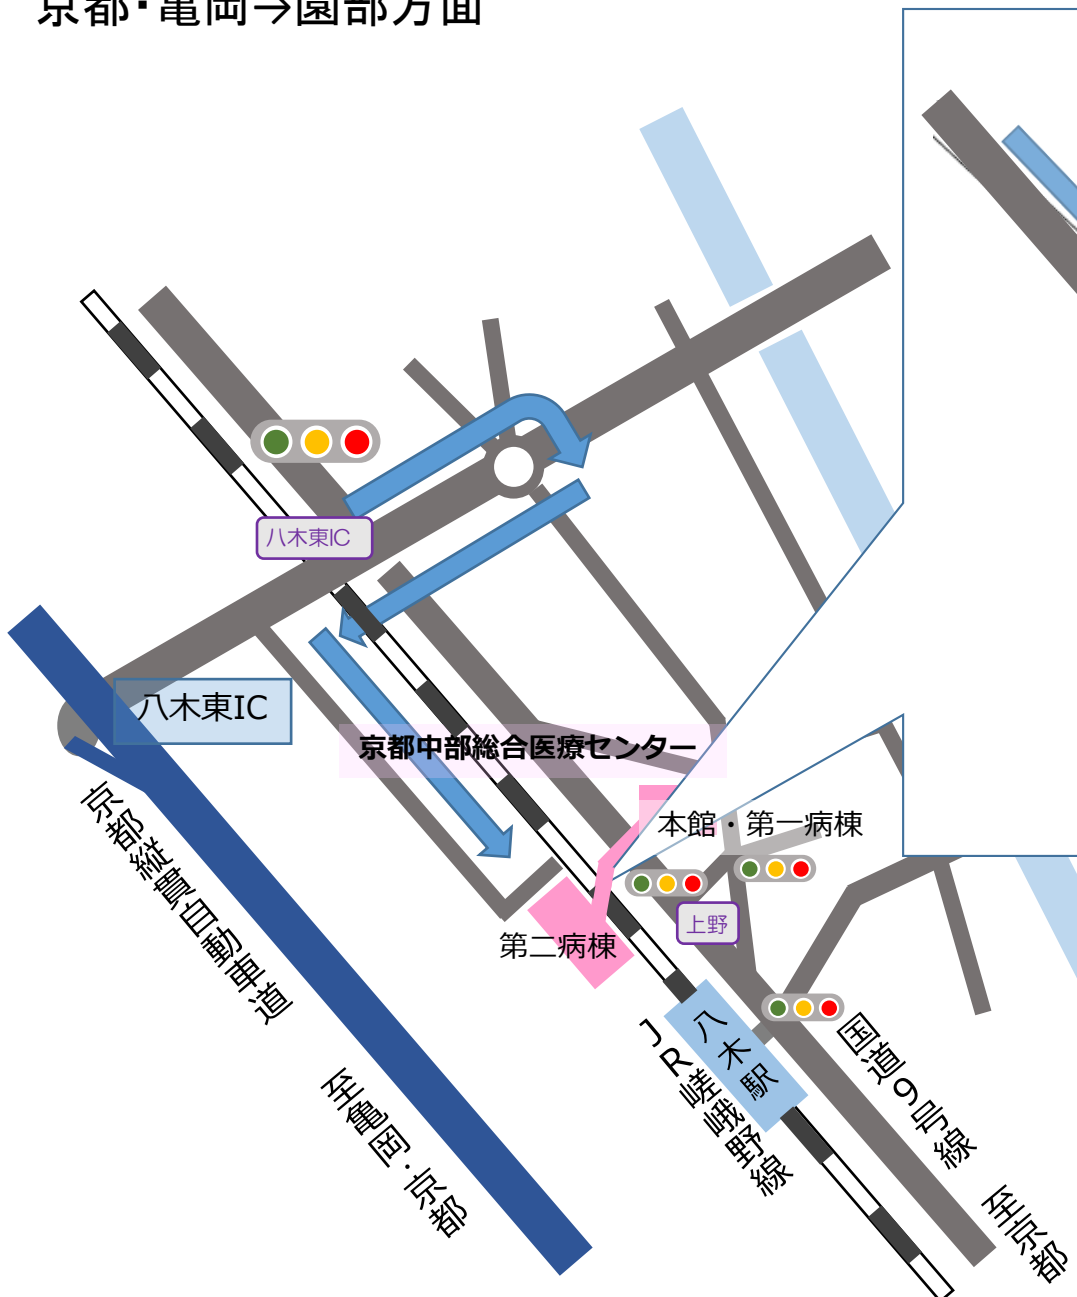 京都・亀岡→園部方面
八木東IC
八木東IC
京都中部総合医療センター
本館・第一病棟
上野
第二病棟
京都縦貫自動車道
八木駅
JR嵯峨野線
国道9号線
至亀岡・京都
至京都